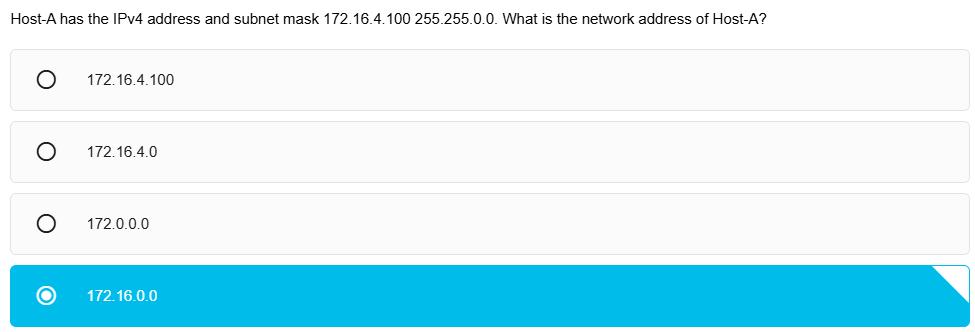 Host-A has the IPv4 address and subnet mask 172.16.4.100 255.255.0.0. What is the network address of Host-A?
172.16.4.100
172.16.4.0
172.0.0.0
172.16.0.0